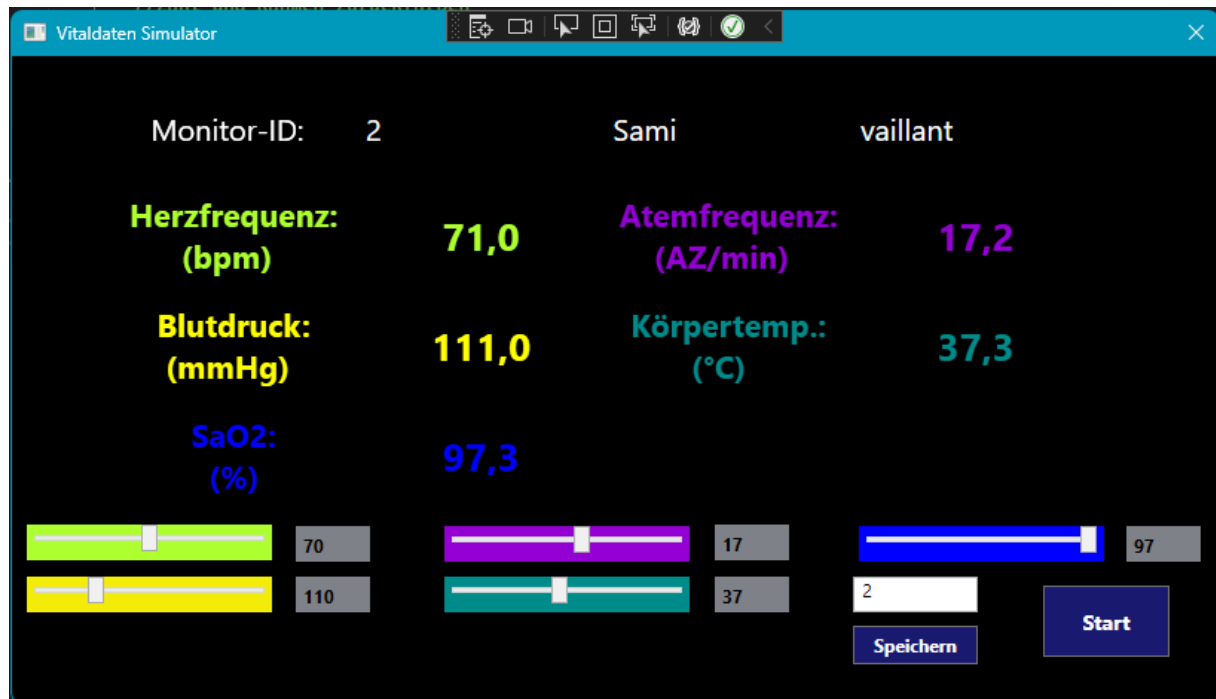 Vitaldaten Simulator
Monitor-ID: 2 Sami vaillant
Herzfrequenz:
(bpm)
71,0
Atemfrequenz:
(AZ/min)
17,2
Blutdruck:
(mmHg)
111,0
Körpertemp.:
(°C)
37,3
SaO2:
(%)
97,3
70
17
97
110
37
2
Speichern
Start